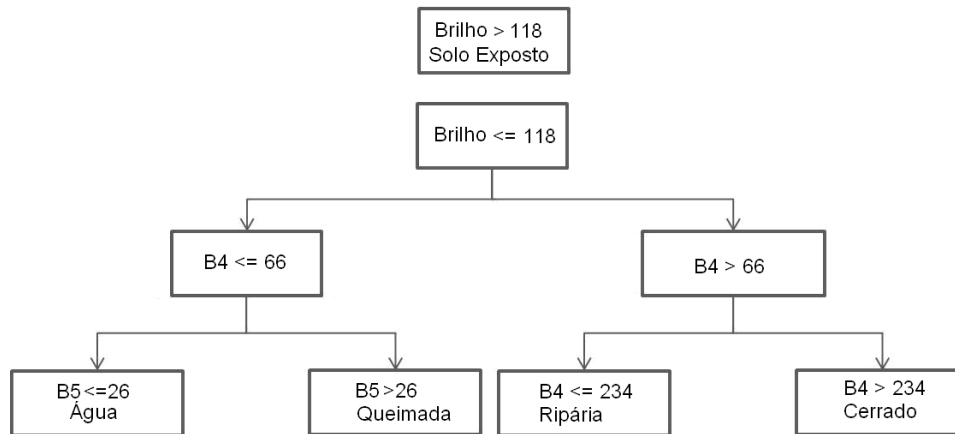 Brilho > 118
Solo Exposto
Brilho <= 118
B4 <= 66
B4 > 66
B5 <=26
Água
B5 >26
Queimada
B4 <= 234
Ripária
B4 > 234
Cerrado